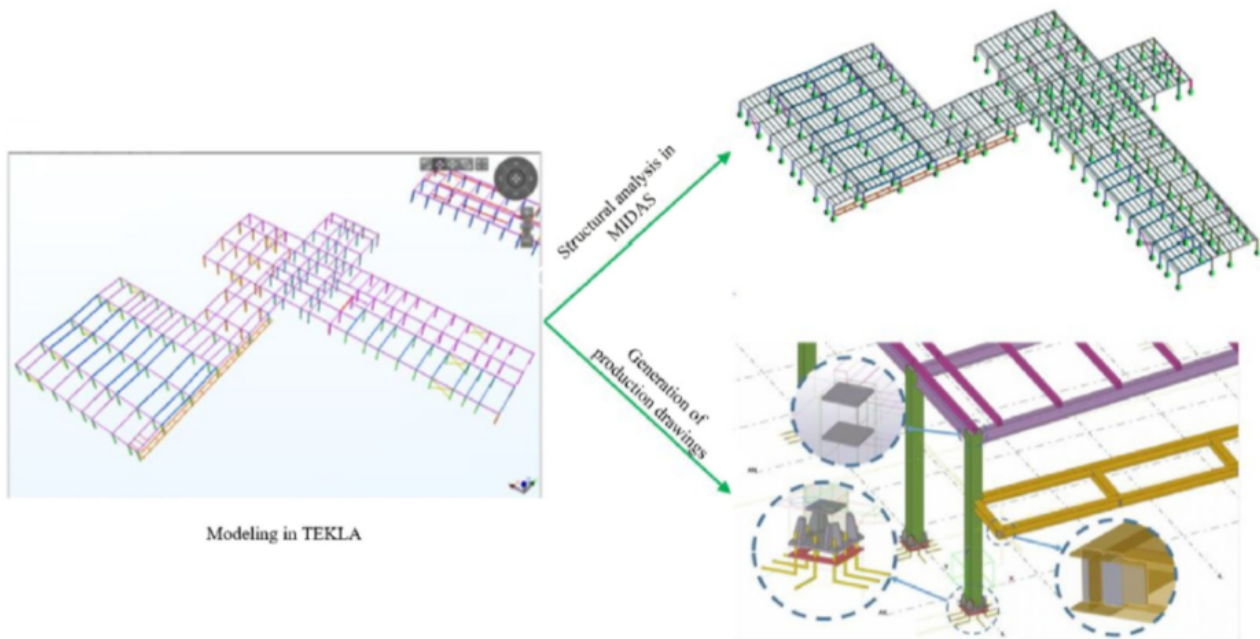 Structural analysis in
MIDAS
Generation of
production drawings
Modeling in TEKLA